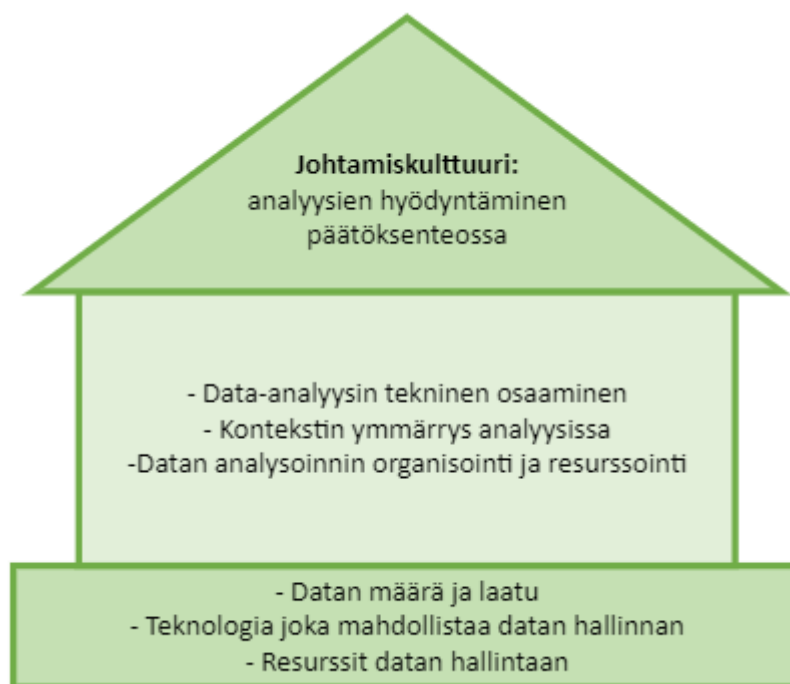 Johtamiskulttuuri:
analyysien hyödyntäminen
päätöksenteossa
- Data-analyysin tekninen osaaminen
- Kontekstin ymmärrys analyysissa
-Datan analysoinnin organisointi ja resurssointi
- Datan määrä ja laatu
- Teknologia joka mahdollistaa datan hallinnan
- Resurssit datan hallintaan